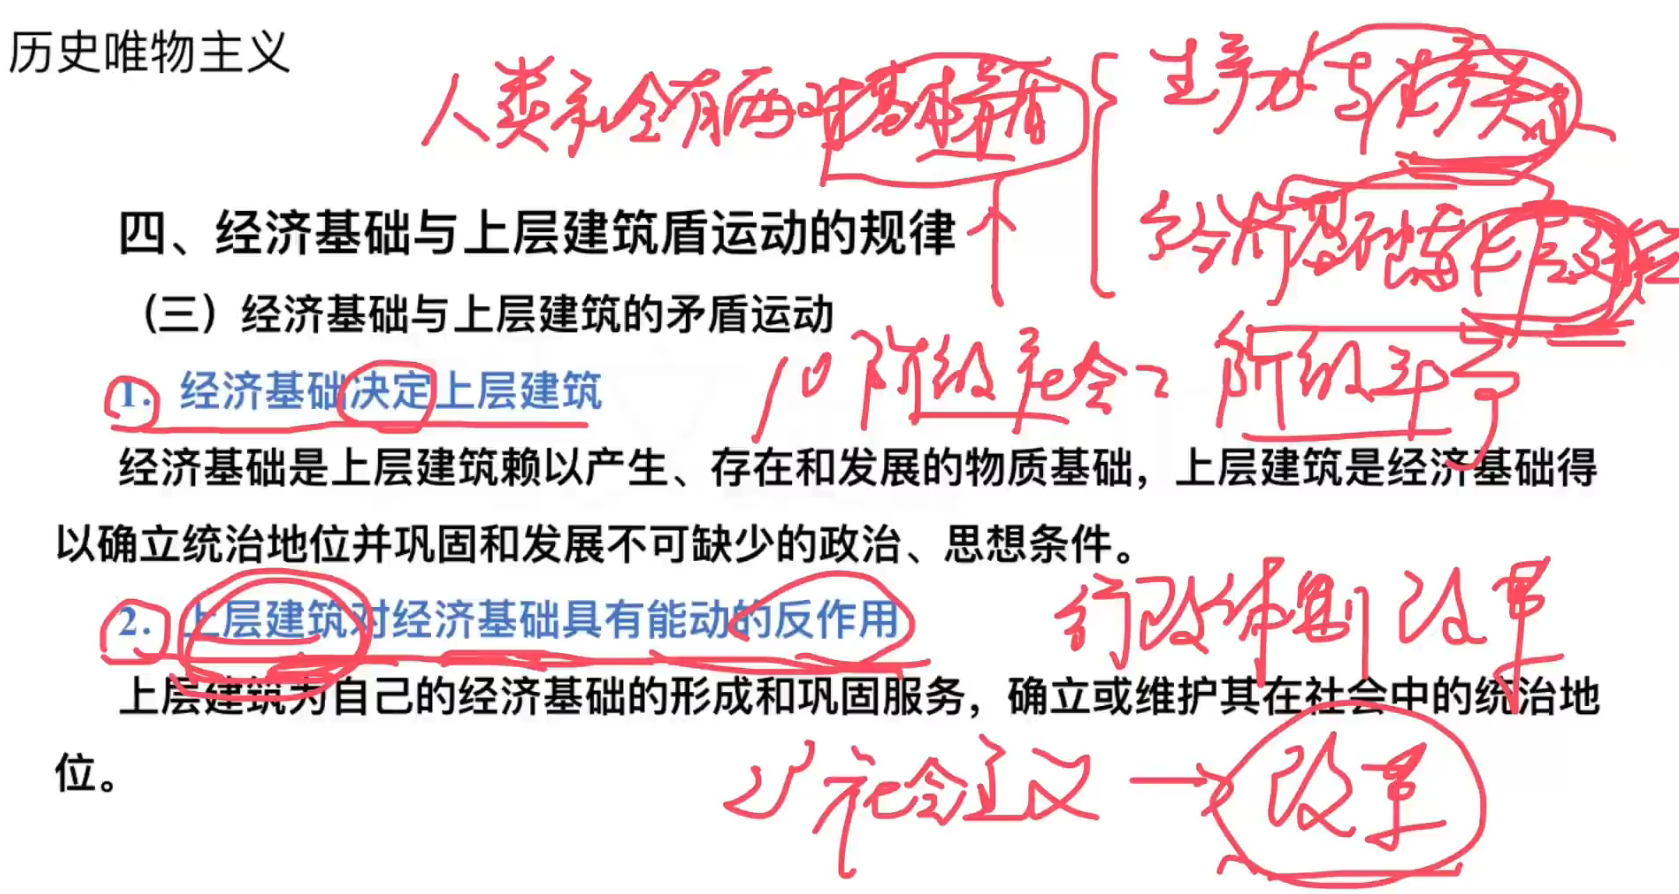 历史唯物主义
人类社会有两对基本矛盾
生产力与生产关系
经济基础与上层建筑
四、经济基础与上层建筑盾运动的规律
（三）经济基础与上层建筑的矛盾运动
1°阶级社会：阶级斗争
1. 经济基础决定上层建筑
经济基础是上层建筑赖以产生、存在和发展的物质基础，上层建筑是经济基础得
以确立统治地位并巩固和发展不可缺少的政治、思想条件。
行政体制改革
2. 上层建筑对经济基础具有能动的反作用
上层建筑为自己的经济基础的形成和巩固服务，确立或维护其在社会中的统治地
位。
2°社会主义→改革